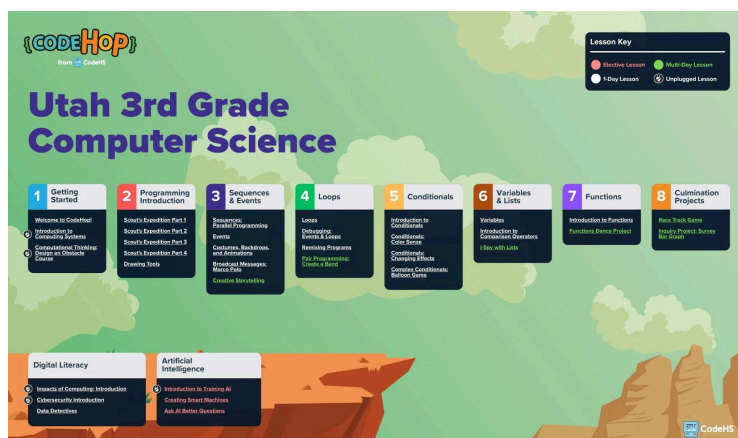 {CODEHOP}
from CodeHS
Lesson Key
Elective Lesson
Multi-Day Lesson
1-Day Lesson
Unplugged Lesson
Utah 3rd Grade
Computer Science
1 Getting
Started
Welcome to CodeHop!
Introduction to
Computing Systems
Computational Thinking:
Design an Obstacle
Course
2 Programming
Introduction
Scout's Expedition Part 1
Scout's Expedition Part 2
Scout's Expedition Part 3
Scout's Expedition Part 4
Drawing Tools
3 Sequences
& Events
Sequences:
Parallel Programming
Events
Costumes, Backdrops,
and Animations
Broadcast Messages:
Marco Polo
Creative Storytelling
4 Loops
Loops
Debugging:
Events & Loops
Remixing Programs
Pair Programming:
Create a Band
5 Conditionals
Introduction to
Conditionals
Conditionals:
Color Sense
Conditionals:
Changing Effects
Complex Conditionals:
Balloon Game
6 Variables
& Lists
Variables
Introduction to
Comparison Operators
I-Spy with Lists
7 Functions
Introduction to Functions
Functions Dance Project
8 Culmination
Projects
Race Track Game
Inquiry Project: Survey
Bar Graph
Digital Literacy
Impacts of Computing: Introduction
Cybersecurity Introduction
Data Detectives
Artificial
Intelligence
Introduction to Training AI
Creating Smart Machines
Ask AI Better Questions
CodeHS